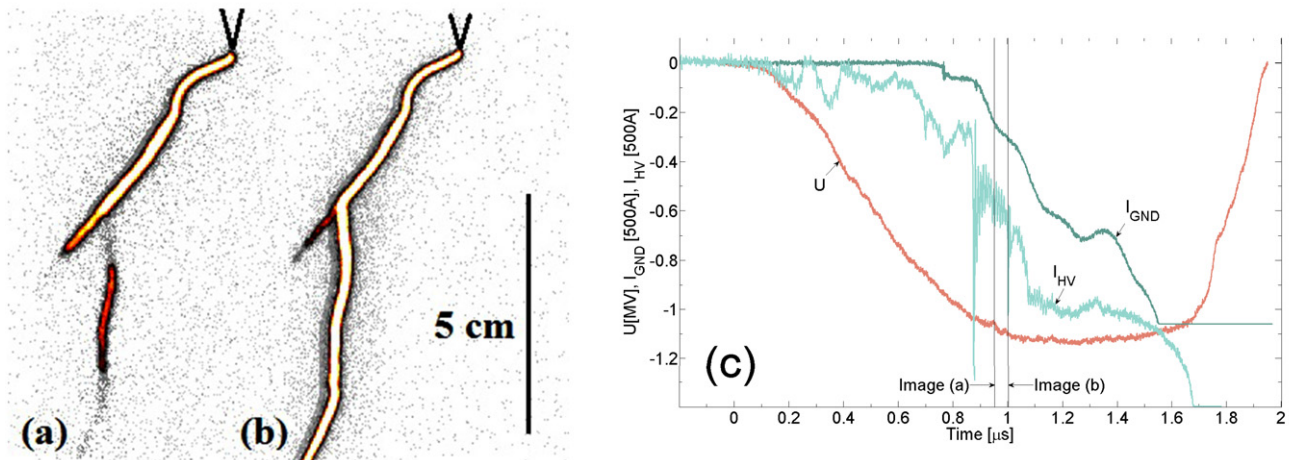 (a)
(b)
5 cm
U[MV], I_GND [500A], I_HV [500A]
0
-0.2
-0.4
-0.6
-0.8
-1
-1.2
U
I_GND
I_HV
(c)
Image (a)
Image (b)
0 0.2 0.4 0.6 0.8 1 1.2 1.4 1.6 1.8 2
Time [μs]